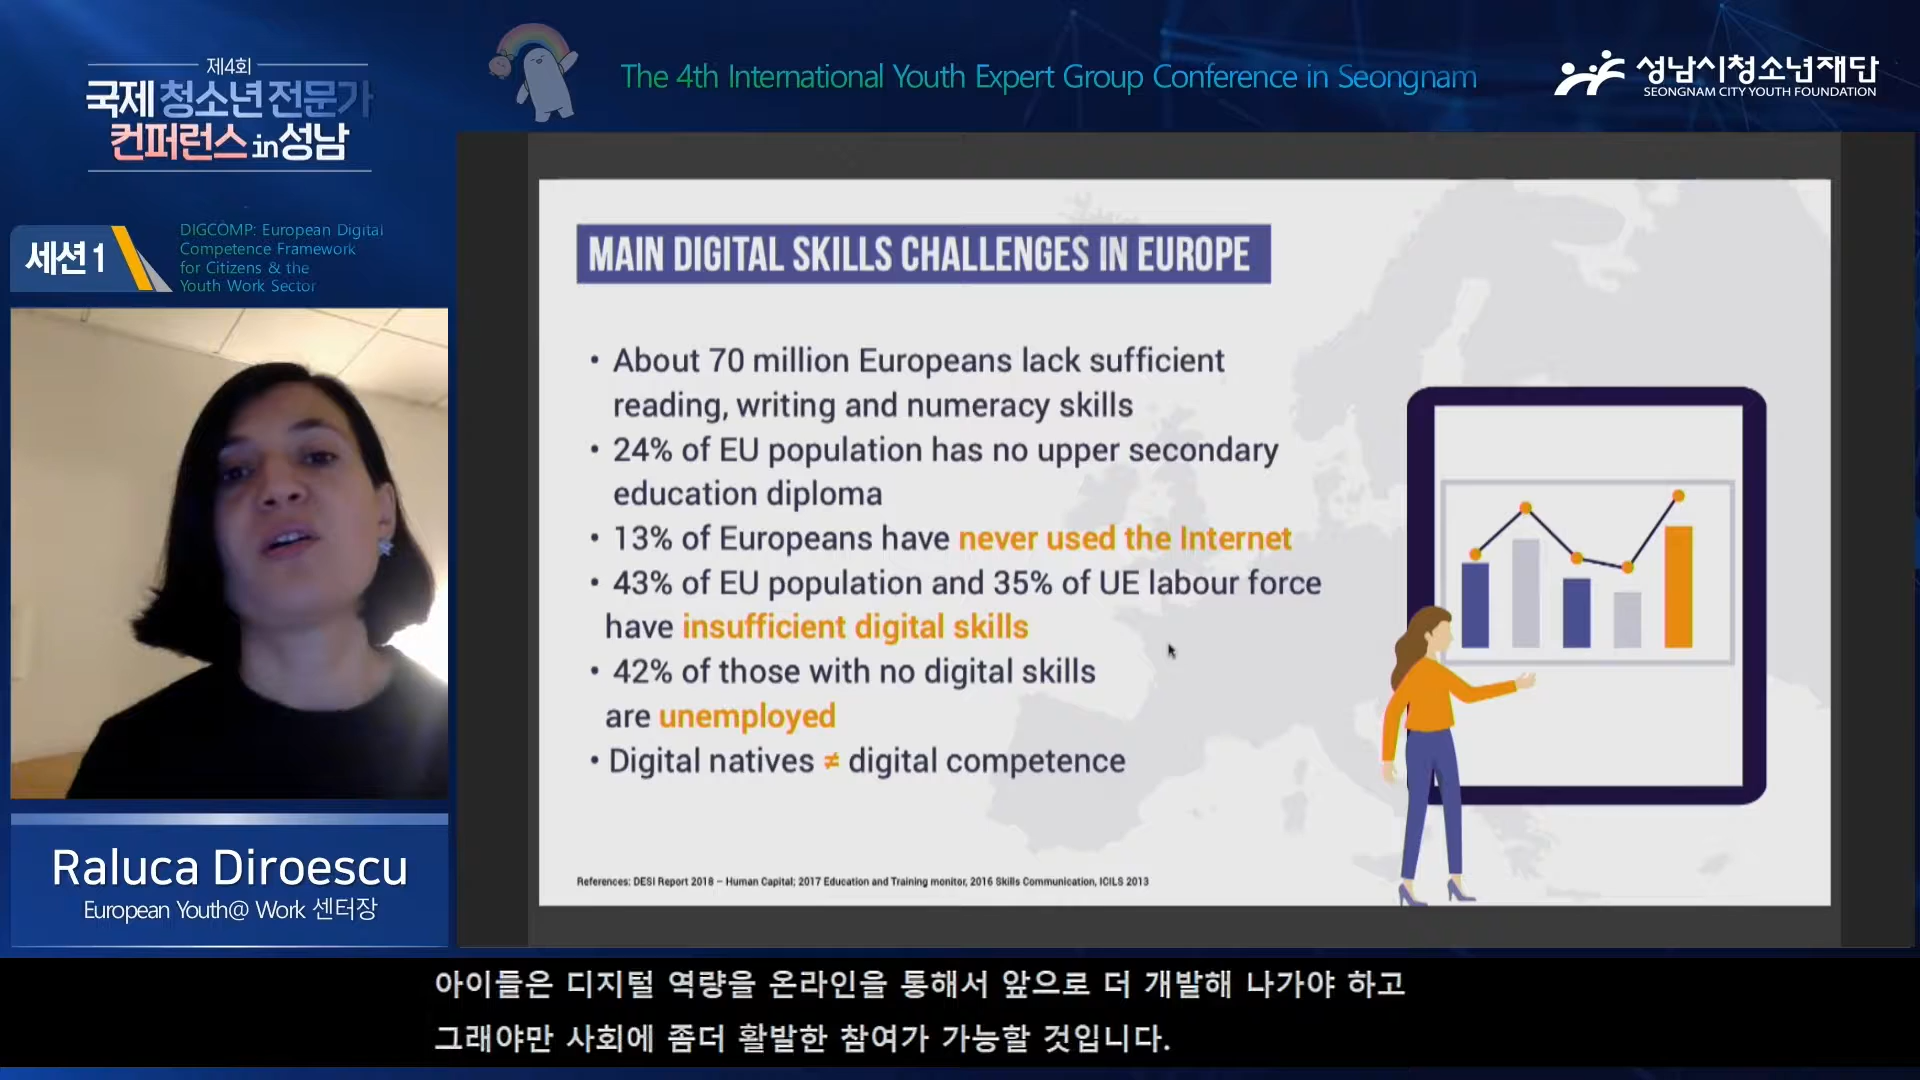 제4회
국제 청소년 전문가
컨퍼런스 in 성남
The 4th International Youth Expert Group Conference in Seongnam
성남시청소년재단
SEONGNAM CITY YOUTH FOUNDATION
세션1
DIGCOMP: European Digital
Competence Framework
for Citizens & the
Youth Work Sector
MAIN DIGITAL SKILLS CHALLENGES IN EUROPE
• About 70 million Europeans lack sufficient
reading, writing and numeracy skills
• 24% of EU population has no upper secondary
education diploma
• 13% of Europeans have never used the Internet
• 43% of EU population and 35% of UE labour force
have insufficient digital skills
• 42% of those with no digital skills
are unemployed
• Digital natives ≠ digital competence
References: DESI Report 2018 – Human Capital; 2017 Education and Training monitor, 2016 Skills Communication, ICILS 2013
Raluca Diroescu
European Youth@ Work 센터장
아이들은 디지털 역량을 온라인을 통해서 앞으로 더 개발해 나가야 하고
그래야만 사회에 좀더 활발한 참여가 가능할 것입니다.